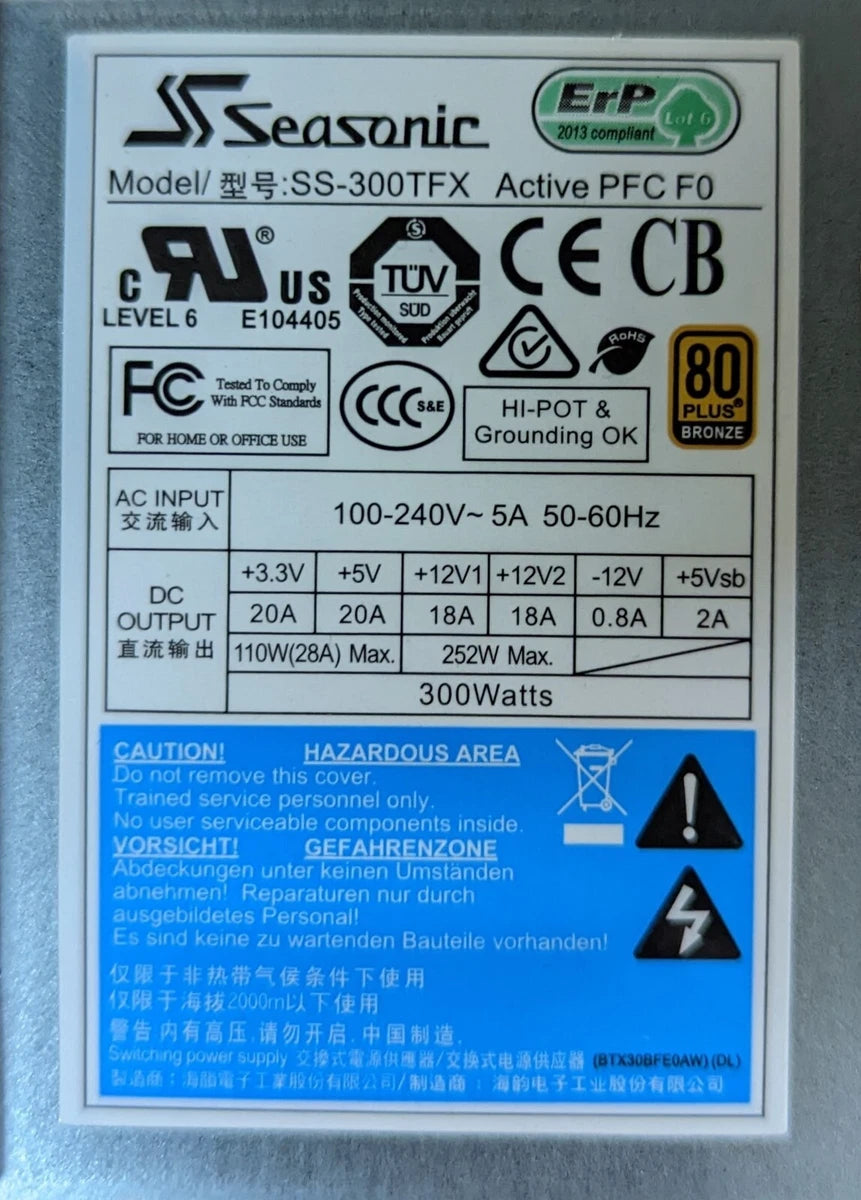 Seasonic
ErP
Lot 6
2013 compliant
Model/ 型号:SS-300TFX Active PFC F0
c RU ® US
LEVEL 6 E104405
S
TÜV
SÜD
Production monitored
Type tested
Produktion überwacht
Bauart geprüft
CE CB
RoHS
FC Tested To Comply
With FCC Standards
FOR HOME OR OFFICE USE
CCC S&E
HI-POT &
Grounding OK
80
PLUS®
BRONZE
AC INPUT
交流输入
100-240V~ 5A 50-60Hz
DC
OUTPUT
直流输出
+3.3V +5V +12V1 +12V2 -12V +5Vsb
20A 20A 18A 18A 0.8A 2A
110W(28A) Max. 252W Max.
300Watts
CAUTION! HAZARDOUS AREA
Do not remove this cover.
Trained service personnel only.
No user serviceable components inside.
VORSICHT! GEFAHRENZONE
Abdeckungen unter keinen Umständen
abnehmen! Reparaturen nur durch
ausgebildetes Personal!
Es sind keine zu wartenden Bauteile vorhanden!
仅限于非热带气侯条件下使用
仅限于海拔2000m以下使用
警告 内有高压.请勿开启. 中国制造.
Switching power supply 交換式電源供應器/交换式电源供应器 (BTX30BFE0AW) (DL)
製造商：海韻電子工業股份有限公司/制造商：海韵电子工业股份有限公司